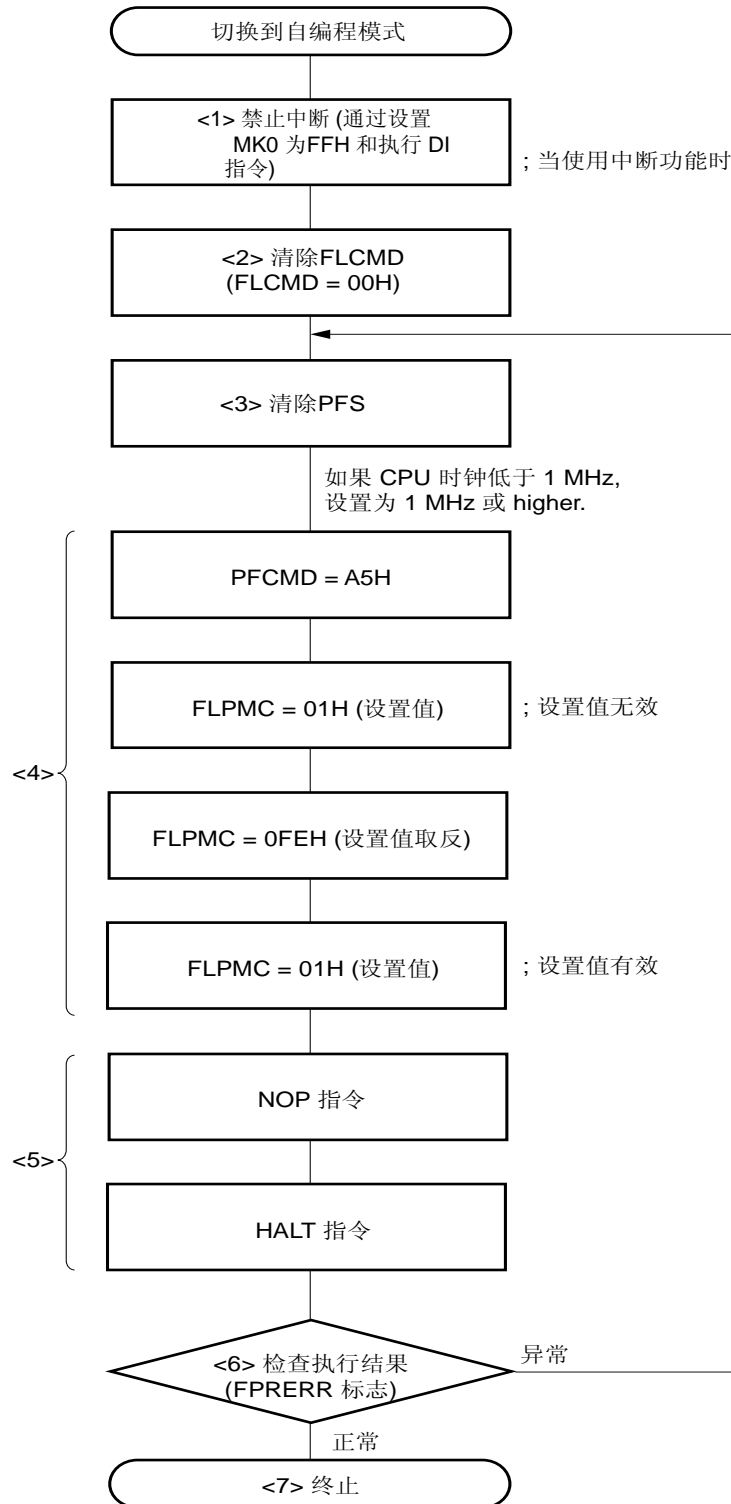 切换到自编程模式
<1> 禁止中断 (通过设置
MK0 为FFH 和执行 DI
指令)
; 当使用中断功能时
<2> 清除FLCMD
(FLCMD = 00H)
<3> 清除PFS
如果 CPU 时钟低于 1 MHz,
设置为 1 MHz 或 higher.
<4>
PFCMD = A5H
FLPMC = 01H (设置值)
; 设置值无效
FLPMC = 0FEH (设置值取反)
FLPMC = 01H (设置值)
; 设置值有效
<5>
NOP 指令
HALT 指令
<6> 检查执行结果
(FPRERR 标志)
异常
正常
<7> 终止